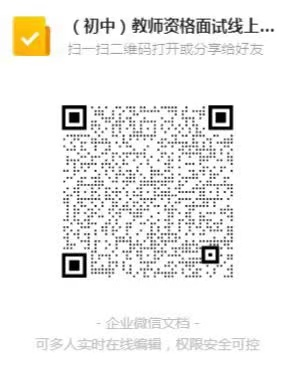 （初中）教师资格面试线上...
扫一扫二维码打开或分享给好友
- 企业微信文档 -
可多人实时在线编辑，权限安全可控